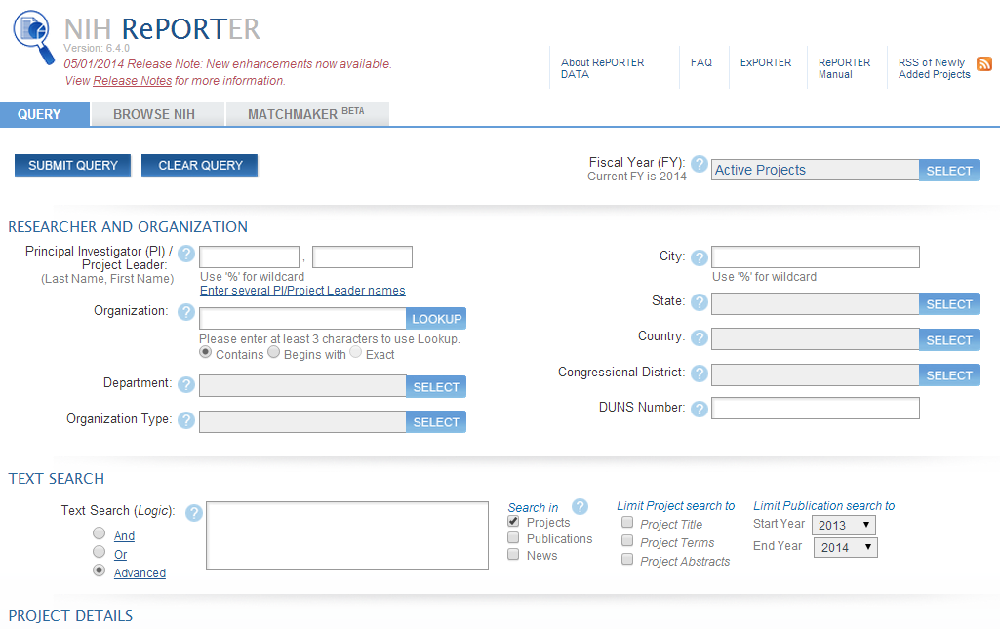 NIH RePORTER
Version: 6.4.0
05/01/2014 Release Note: New enhancements now available.
View Release Notes for more information.
About RePORTER DATA
FAQ
ExPORTER
RePORTER Manual
RSS of Newly Added Projects
QUERY
BROWSE NIH
MATCHMAKER BETA
SUBMIT QUERY
CLEAR QUERY
Fiscal Year (FY): ? Active Projects SELECT
Current FY is 2014
RESEARCHER AND ORGANIZATION
Principal Investigator (PI) / ?
Project Leader: ,
(Last Name, First Name)
Use '%' for wildcard
Enter several PI/Project Leader names
Organization: ? LOOKUP
Please enter at least 3 characters to use Lookup.
Contains Begins with Exact
Department: ? SELECT
Organization Type: ? SELECT
City: ?
Use '%' for wildcard
State: ? SELECT
Country: ? SELECT
Congressional District: ? SELECT
DUNS Number: ?
TEXT SEARCH
Text Search (Logic): ?
And
Or
Advanced
Search in ?
Projects
Publications
News
Limit Project search to
Project Title
Project Terms
Project Abstracts
Limit Publication search to
Start Year 2013
End Year 2014
PROJECT DETAILS